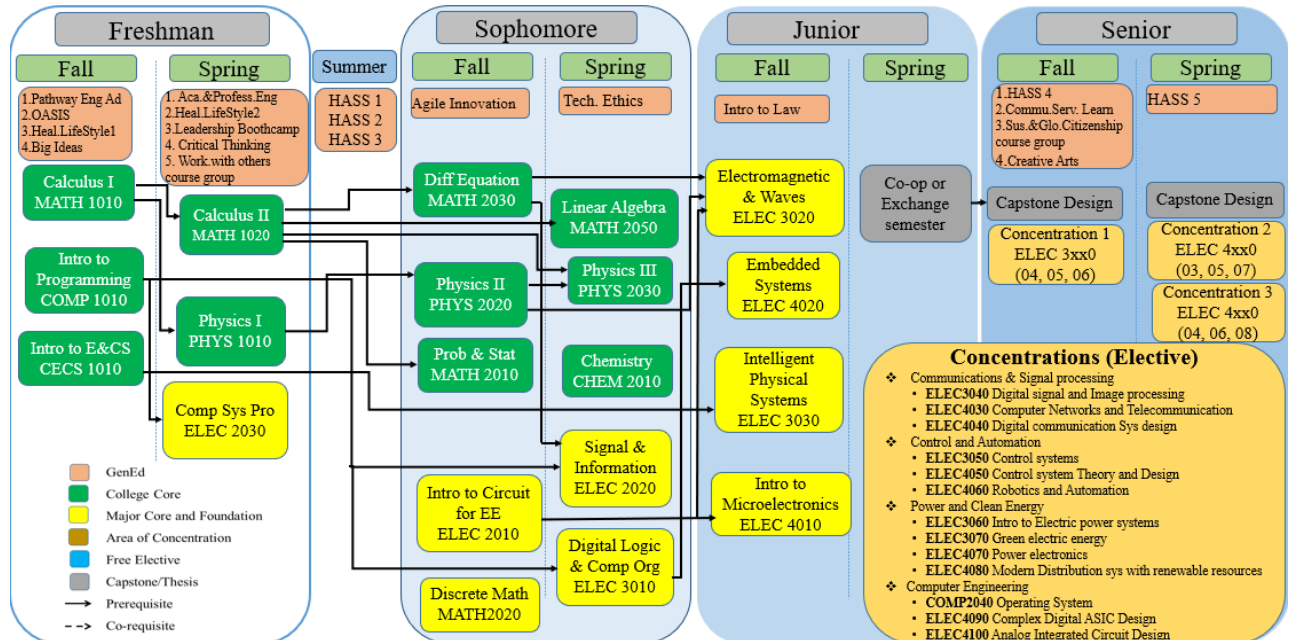 Freshman
Fall
Spring
1.Pathway Eng Ad
2.OASIS
3.Heal.LifeStyle1
4.Big Ideas
1. Aca.&Profess.Eng
2.Heal.LifeStyle2
3.Leadership Boothcamp
4. Critical Thinking
5. Work.with others
course group
Calculus I
MATH 1010
Calculus II
MATH 1020
Intro to
Programming
COMP 1010
Physics I
PHYS 1010
Intro to E&CS
CECS 1010
Comp Sys Pro
ELEC 2030
GenEd
College Core
Major Core and Foundation
Area of Concentration
Free Elective
Capstone/Thesis
Prerequisite
Co-requisite
Summer
HASS 1
HASS 2
HASS 3
Sophomore
Fall
Spring
Agile Innovation
Tech. Ethics
Diff Equation
MATH 2030
Linear Algebra
MATH 2050
Physics II
PHYS 2020
Physics III
PHYS 2030
Prob & Stat
MATH 2010
Chemistry
CHEM 2010
Signal &
Information
ELEC 2020
Intro to Circuit
for EE
ELEC 2010
Digital Logic
& Comp Org
ELEC 3010
Discrete Math
MATH2020
Junior
Fall
Spring
Intro to Law
Electromagnetic
& Waves
ELEC 3020
Co-op or
Exchange
semester
Embedded
Systems
ELEC 4020
Intelligent
Physical
Systems
ELEC 3030
Intro to
Microelectronics
ELEC 4010
Senior
Fall
Spring
1.HASS 4
2.Commu.Serv. Learn
3.Sus.&Glo.Citizenship
course group
4.Creative Arts
HASS 5
Capstone Design
Capstone Design
Concentration 1
ELEC 3xx0
(04, 05, 06)
Concentration 2
ELEC 4xx0
(03, 05, 07)
Concentration 3
ELEC 4xx0
(04, 06, 08)
Concentrations (Elective)
❖ Communications & Signal processing
• ELEC3040 Digital signal and Image processing
• ELEC4030 Computer Networks and Telecommunication
• ELEC4040 Digital communication Sys design
❖ Control and Automation
• ELEC3050 Control systems
• ELEC4050 Control system Theory and Design
• ELEC4060 Robotics and Automation
❖ Power and Clean Energy
• ELEC3060 Intro to Electric power systems
• ELEC3070 Green electric energy
• ELEC4070 Power electronics
• ELEC4080 Modern Distribution sys with renewable resources
❖ Computer Engineering
• COMP2040 Operating System
• ELEC4090 Complex Digital ASIC Design
• ELEC4100 Analog Integrated Circuit Design